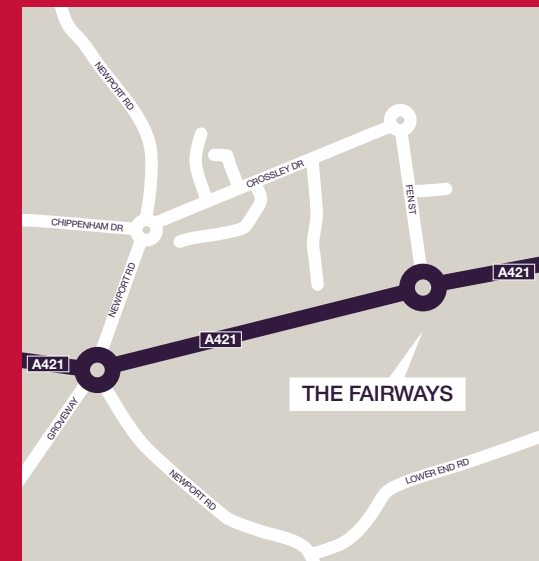 NEWPORT RD
CROSSLEY DR
FEN ST
CHIPPENHAM DR
NEWPORT RD
A421
A421
A421
THE FAIRWAYS
GROVEWAY
NEWPORT RD
LOWER END RD